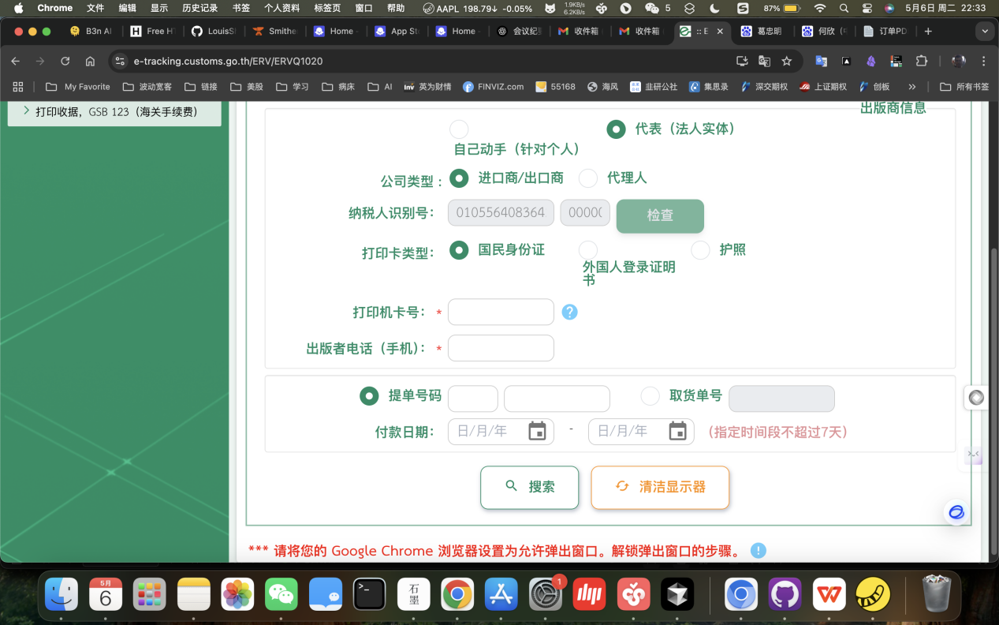 Chrome 文件 编辑 显示 历史记录 书签 个人资料 标签页 窗口 帮助 AAPL 198.79↓ -0.05% 1.9KB/s 6.2KB/s 5 87% 5月6日 周二 22:33
B3n AI Free HT LouisS Smithe Home App St Home 会议纪 收件箱 收件箱 :: E 葛忠明 何欣（ 订单PD
e-tracking.customs.go.th/ERV/ERVQ1020
My Favorite 波动宽客 链接 美股 学习 病床 AI 英为财情 FINVIZ.com 55168 海风 韭研公社 集思录 深交期权 上证期权 创板 » 所有书签
打印收据，GSB 123（海关手续费）
出版商信息
代表（法人实体）
自己动手（针对个人）
公司类型： 进口商/出口商 代理人
纳税人识别号： 010556408364 0000 检查
打印卡类型： 国民身份证 护照
外国人登录证明
书
打印机卡号： * ?
出版者电话（手机）： *
提单号码 取货单号
付款日期： 日/月/年 - 日/月/年 （指定时间段不超过7天）
搜索 清洁显示器
*** 请将您的 Google Chrome 浏览器设置为允许弹出窗口。解锁弹出窗口的步骤。 !
5月
6
>_
石
墨
1